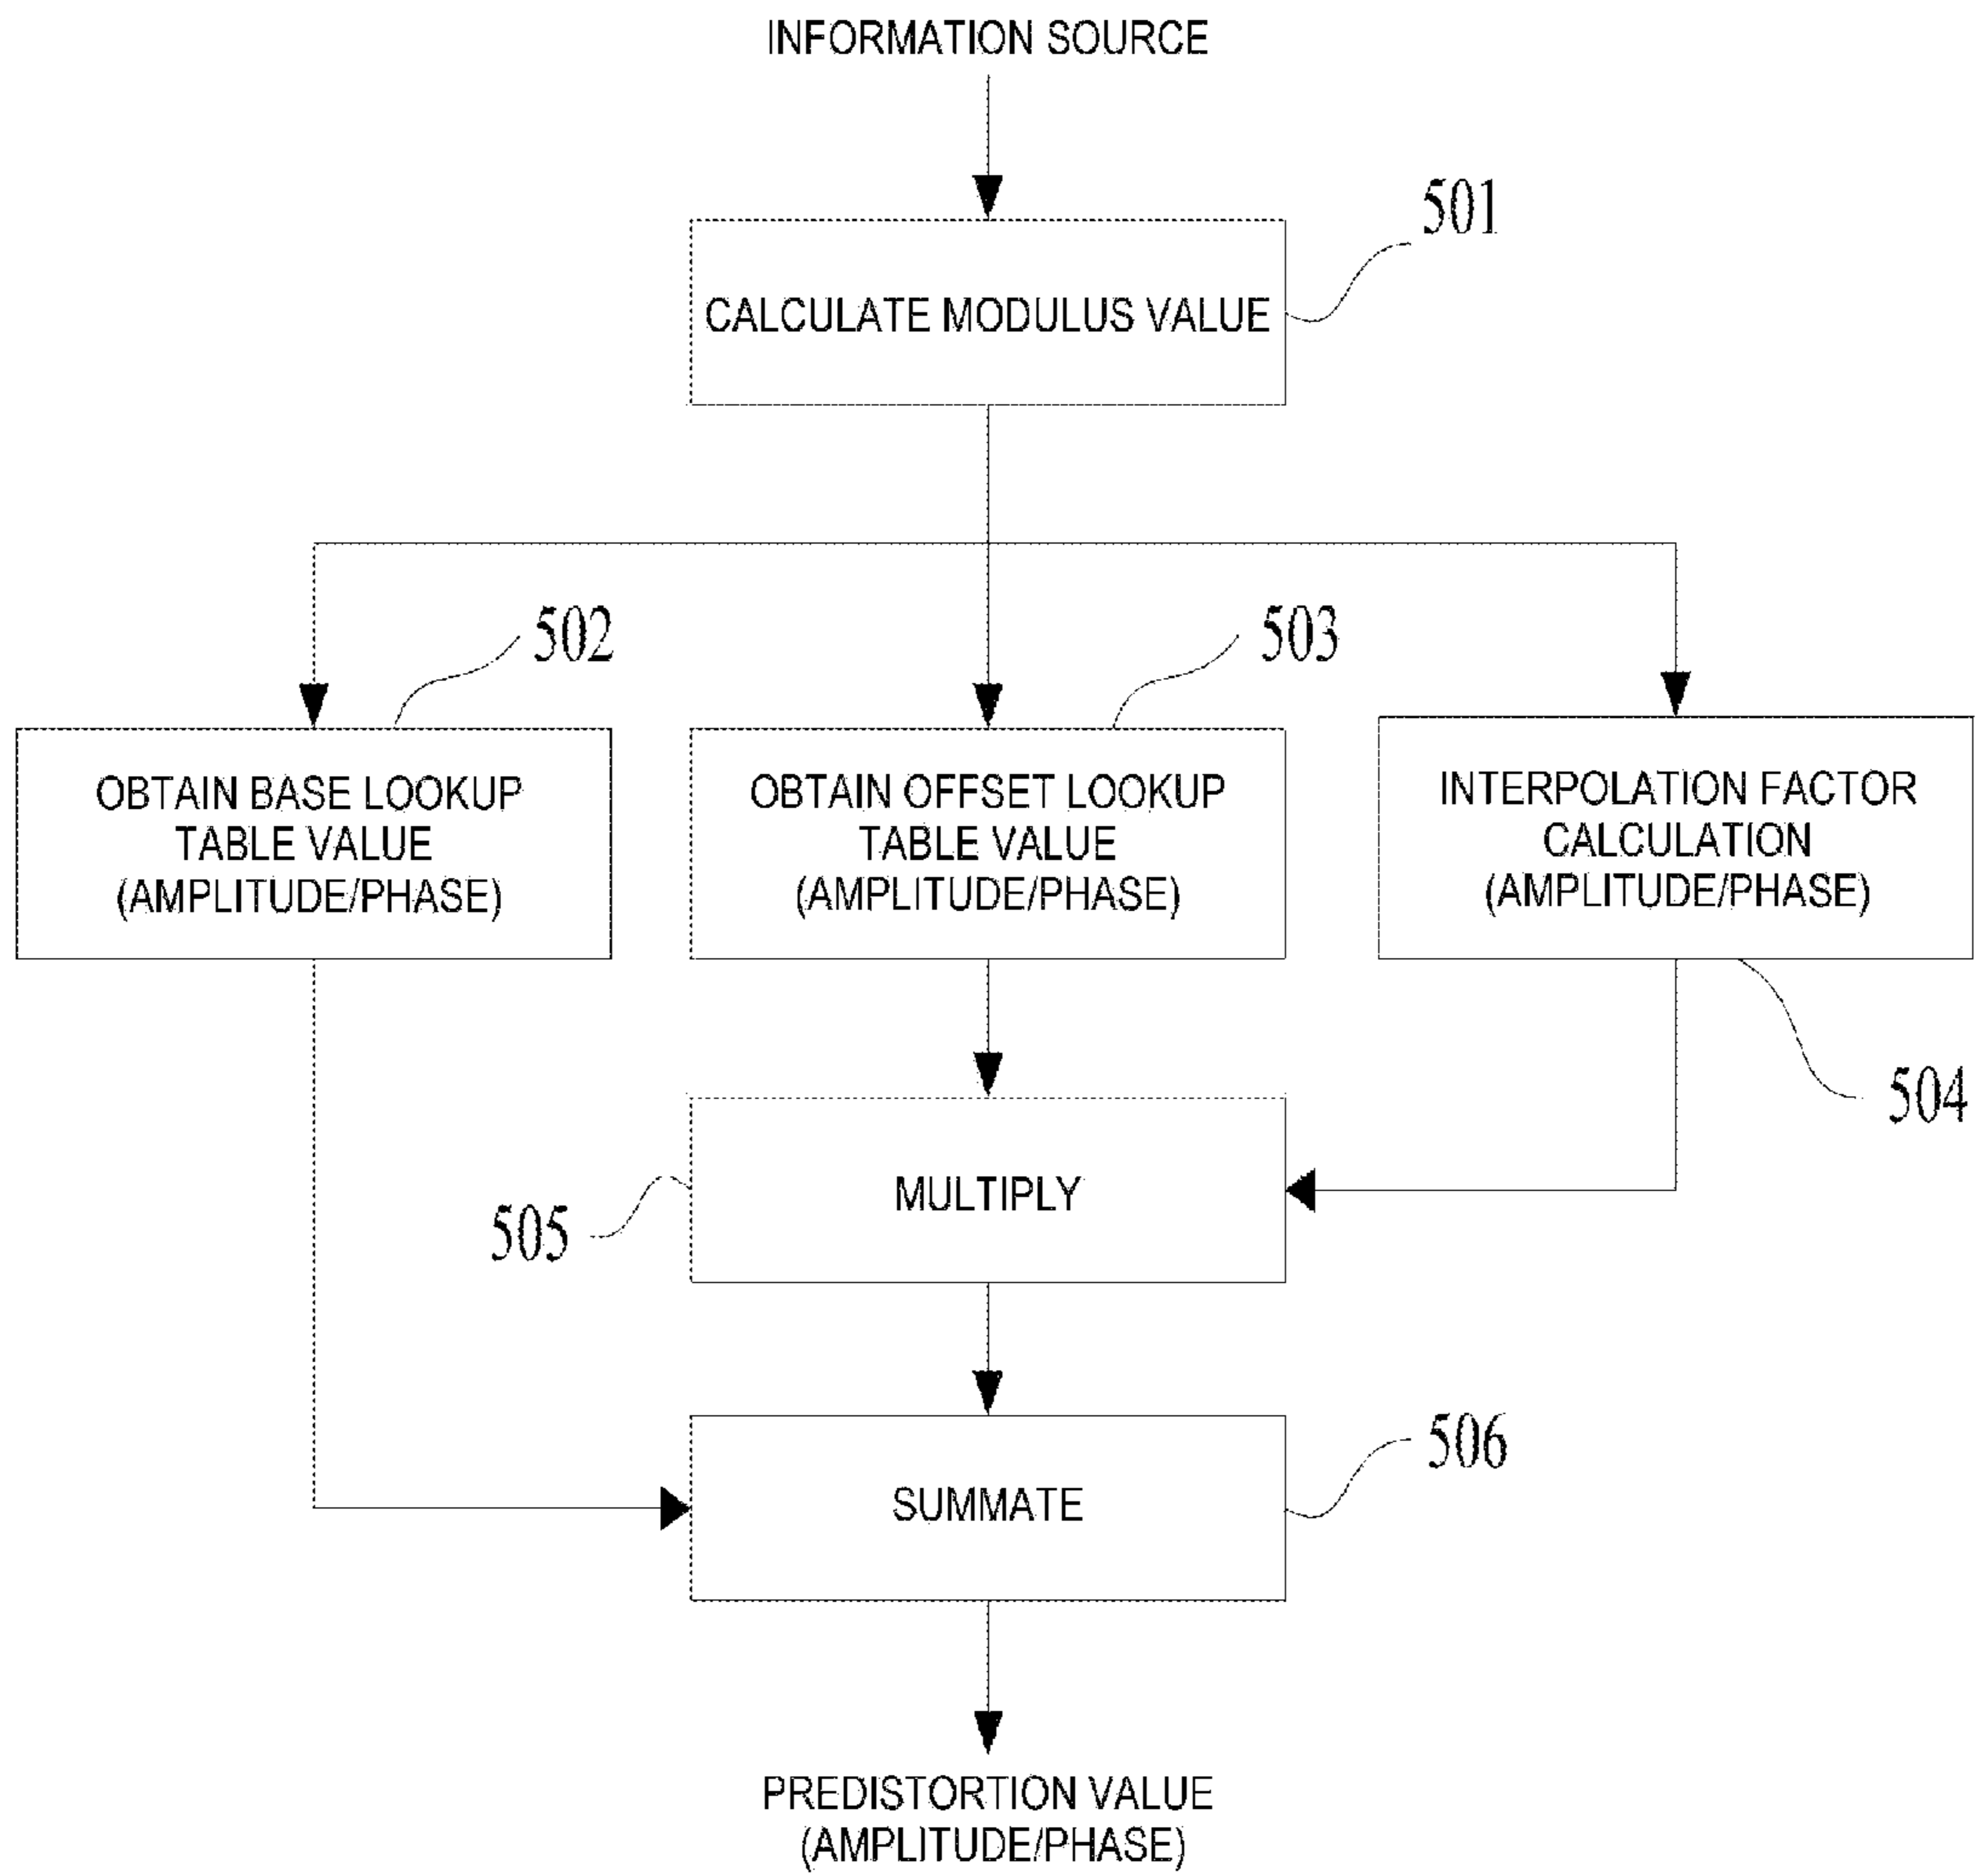 INFORMATION SOURCE
501
CALCULATE MODULUS VALUE
502
503
OBTAIN BASE LOOKUP
TABLE VALUE
(AMPLITUDE/PHASE)
OBTAIN OFFSET LOOKUP
TABLE VALUE
(AMPLITUDE/PHASE)
INTERPOLATION FACTOR
CALCULATION
(AMPLITUDE/PHASE)
504
MULTIPLY
505
506
SUMMATE
PREDISTORTION VALUE
(AMPLITUDE/PHASE)